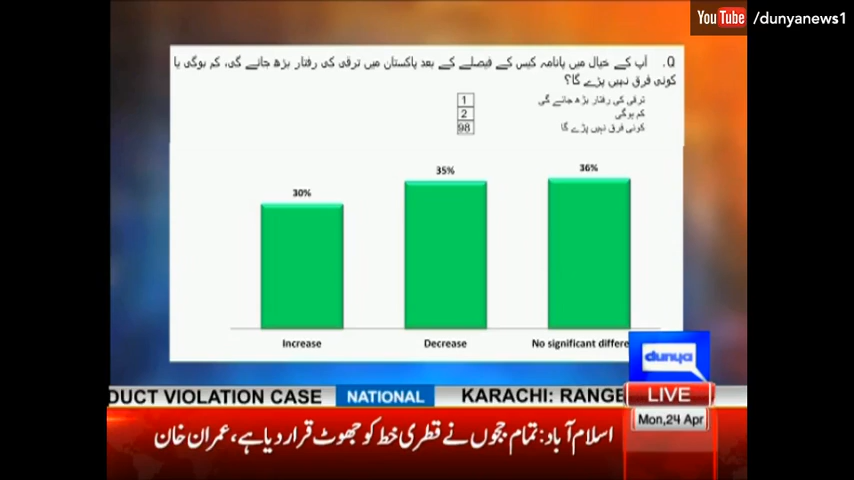 You Tube /dunyanews1
Q. آپ کے خیال میں پانامہ کیس کے فیصلے کے بعد پاکستان میں ترقی کی رفتار بڑھ جائے گی، کم ہوگی یا
کوئی فرق نہیں پڑے گا؟
ترقی کی رفتار بڑھ جائے گی 1
کم ہوگی 2
کوئی فرق نہیں پڑے گا 98
30% 35% 36%
Increase Decrease No significant differe
dunya
DUCT VIOLATION CASE NATIONAL KARACHI: RANGE
LIVE
Mon,24 Apr
اسلام آباد: تمام ججوں نے قطری خط کو جھوٹ قرار دیا ہے، عمران خان